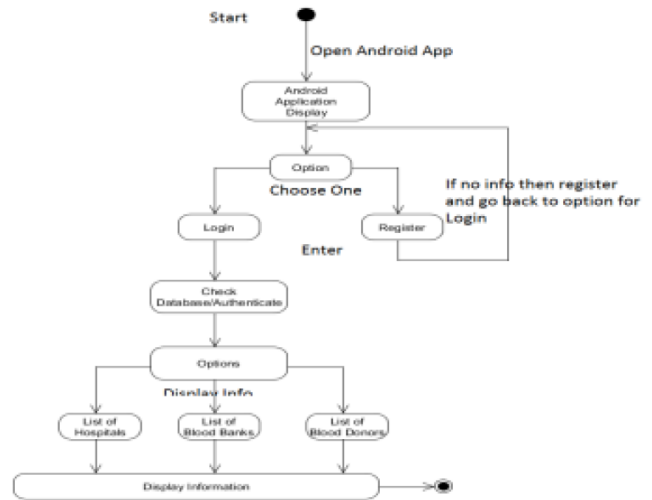 Start
Open Android App
Android
Application
Display
Option
Choose One
If no info then register
and go back to option for
Login
Login
Register
Enter
Check
Database/Authenticate
Options
Display Info
List of
Hospitals
List of
Blood Banks
List of
Blood Donors
Display Information